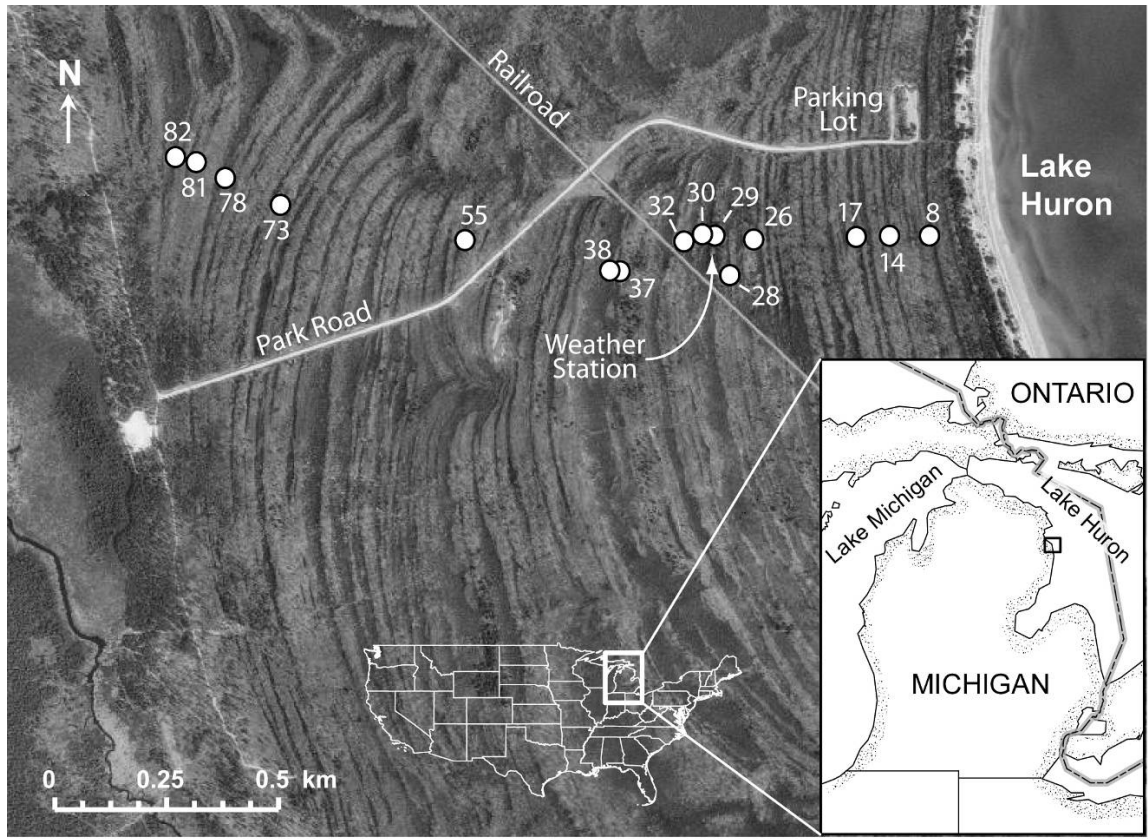 N
Railroad
Parking
Lot
Lake
Huron
82
81
78
73
55
38
37
32
30
29
26
28
17
14
8
Park Road
Weather
Station
ONTARIO
Lake Michigan
Lake Huron
MICHIGAN
0 0.25 0.5 km